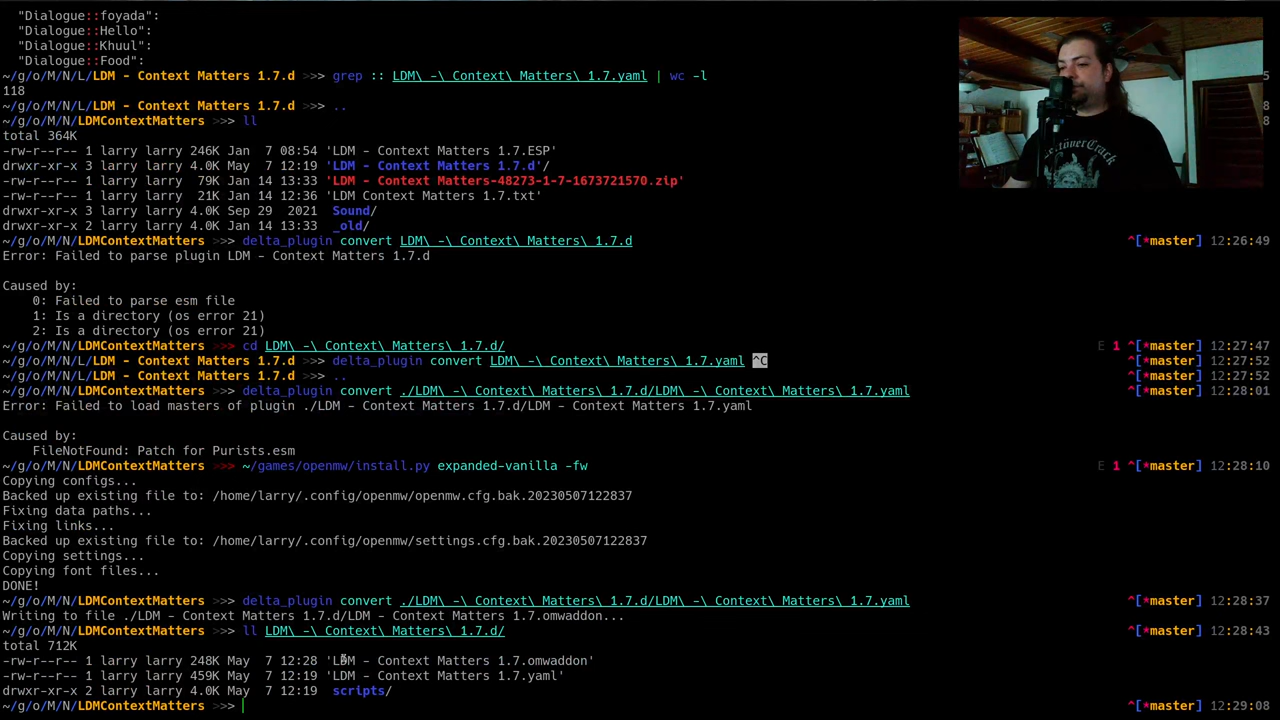 "Dialogue::foyada":
"Dialogue::Hello":
"Dialogue::Khuul":
"Dialogue::Food":
~/g/o/M/N/L/LDM - Context Matters 1.7.d >>> grep :: LDM\ -\ Context\ Matters\ 1.7.yaml | wc -l
118
~/g/o/M/N/L/LDM - Context Matters 1.7.d >>> ..
~/g/o/M/N/LDMContextMatters >>> ll
total 364K
-rw-r--r-- 1 larry larry 246K Jan  7 08:54 'LDM - Context Matters 1.7.ESP'
drwxr-xr-x 3 larry larry 4.0K May  7 12:19 'LDM - Context Matters 1.7.d'/
-rw-r--r-- 1 larry larry  79K Jan 14 13:33 'LDM - Context Matters-48273-1-7-1673721570.zip'
-rw-r--r-- 1 larry larry  21K Jan 14 12:36 'LDM Context Matters 1.7.txt'
drwxr-xr-x 3 larry larry 4.0K Sep 29  2021  Sound/
drwxr-xr-x 2 larry larry 4.0K Jan 14 13:33  _old/
~/g/o/M/N/LDMContextMatters >>> delta_plugin convert LDM\ -\ Context\ Matters\ 1.7.d ^[*master] 12:26:49
Error: Failed to parse plugin LDM - Context Matters 1.7.d
Caused by:
0: Failed to parse esm file
1: Is a directory (os error 21)
2: Is a directory (os error 21)
~/g/o/M/N/LDMContextMatters >>> cd LDM\ -\ Context\ Matters\ 1.7.d/ E 1 ^[*master] 12:27:47
~/g/o/M/N/L/LDM - Context Matters 1.7.d >>> delta_plugin convert LDM\ -\ Context\ Matters\ 1.7.yaml ^C ^[*master] 12:27:52
~/g/o/M/N/L/LDM - Context Matters 1.7.d >>> .. ^[*master] 12:27:52
~/g/o/M/N/LDMContextMatters >>> delta_plugin convert ./LDM\ -\ Context\ Matters\ 1.7.d/LDM\ -\ Context\ Matters\ 1.7.yaml ^[*master] 12:28:01
Error: Failed to load masters of plugin ./LDM - Context Matters 1.7.d/LDM - Context Matters 1.7.yaml
Caused by:
FileNotFound: Patch for Purists.esm
~/g/o/M/N/LDMContextMatters >>> ~/games/openmw/install.py expanded-vanilla -fw E 1 ^[*master] 12:28:10
Copying configs...
Backed up existing file to: /home/larry/.config/openmw/openmw.cfg.bak.20230507122837
Fixing data paths...
Fixing links...
Backed up existing file to: /home/larry/.config/openmw/settings.cfg.bak.20230507122647
Copying settings...
Copying font files...
DONE!
~/g/o/M/N/LDMContextMatters >>> delta_plugin convert ./LDM\ -\ Context\ Matters\ 1.7.d/LDM\ -\ Context\ Matters\ 1.7.yaml ^[*master] 12:28:37
Writing to file ./LDM - Context Matters 1.7.d/LDM - Context Matters 1.7.omwaddon...
~/g/o/M/N/LDMContextMatters >>> ll LDM\ -\ Context\ Matters\ 1.7.d/ ^[*master] 12:28:43
total 712K
-rw-r--r-- 1 larry larry 248K May  7 12:28 'LDM - Context Matters 1.7.omwaddon'
-rw-r--r-- 1 larry larry 459K May  7 12:19 'LDM - Context Matters 1.7.yaml'
drwxr-xr-x 2 larry larry 4.0K May  7 12:19  scripts/
~/g/o/M/N/LDMContextMatters >>> ^[*master] 12:29:08